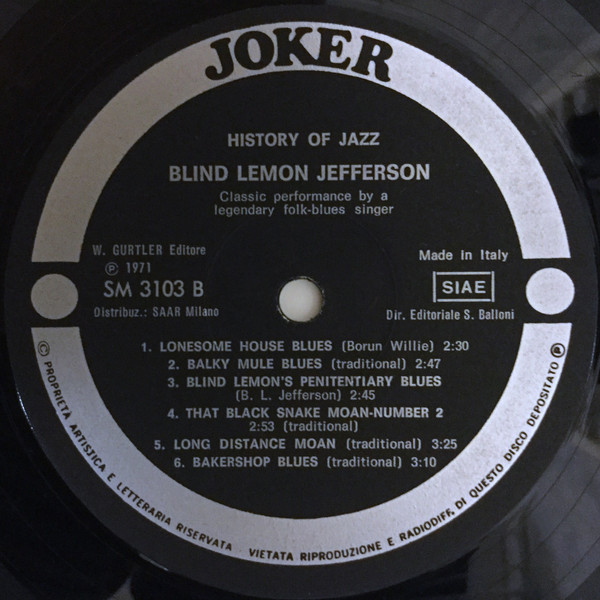 JOKER
HISTORY OF JAZZ
BLIND LEMON JEFFERSON
Classic performance by a
legendary folk-blues singer
W. GURTLER Editore
Ⓟ 1971
SM 3103 B
Distribuz.: SAAR Milano
Made in Italy
SIAE
Dir. Editoriale S. Balloni
1. LONESOME HOUSE BLUES (Borun Willie) 2:30
2. BALKY MULE BLUES (traditional) 2:47
3. BLIND LEMON'S PENITENTIARY BLUES
(B. L. Jefferson) 2:45
4. THAT BLACK SNAKE MOAN-NUMBER 2
2:53 (traditional)
5. LONG DISTANCE MOAN (traditional) 3:25
6. BAKERSHOP BLUES (traditional) 3:10
© PROPRIETA ARTISTICA E LETTERARIA RISERVATA VIETATA RIPRODUZIONE E RADIODIFF. DI QUESTO DISCO DEPOSITATO Ⓟ